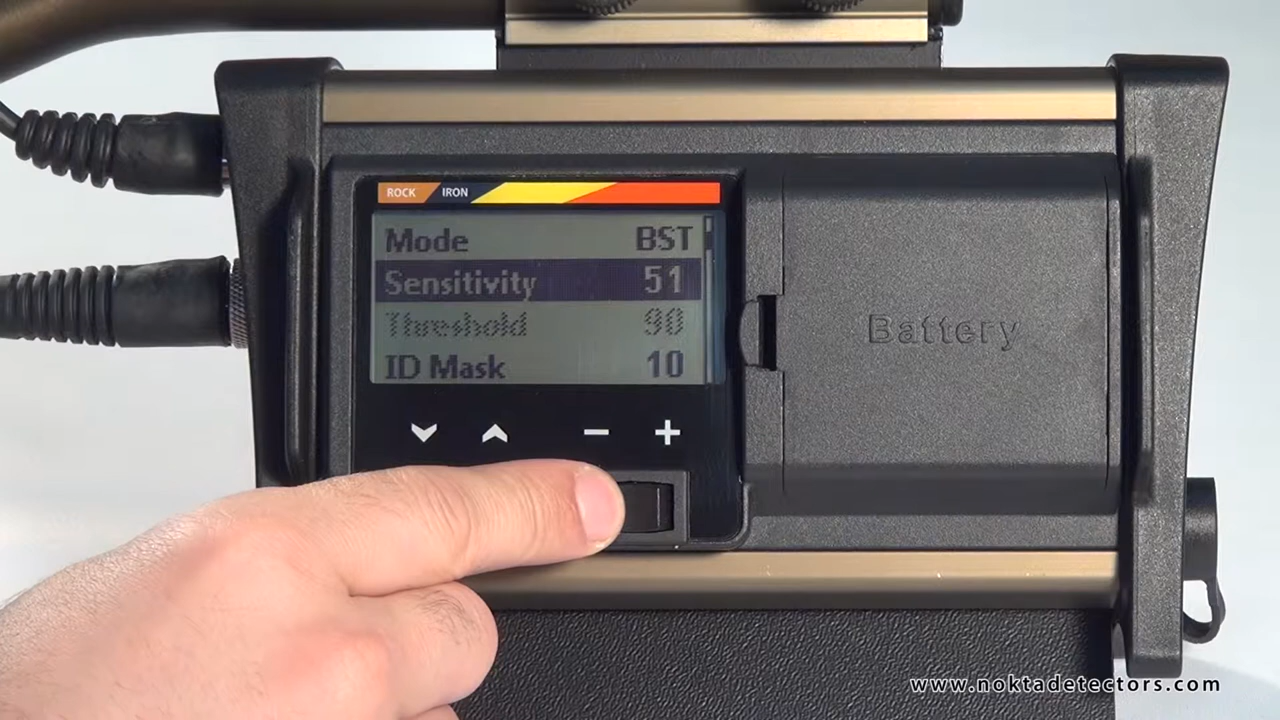 ROCK IRON
Mode BST
Sensitivity 51
Threshold 90
ID Mask 10
Battery
www.noktadetectors.com